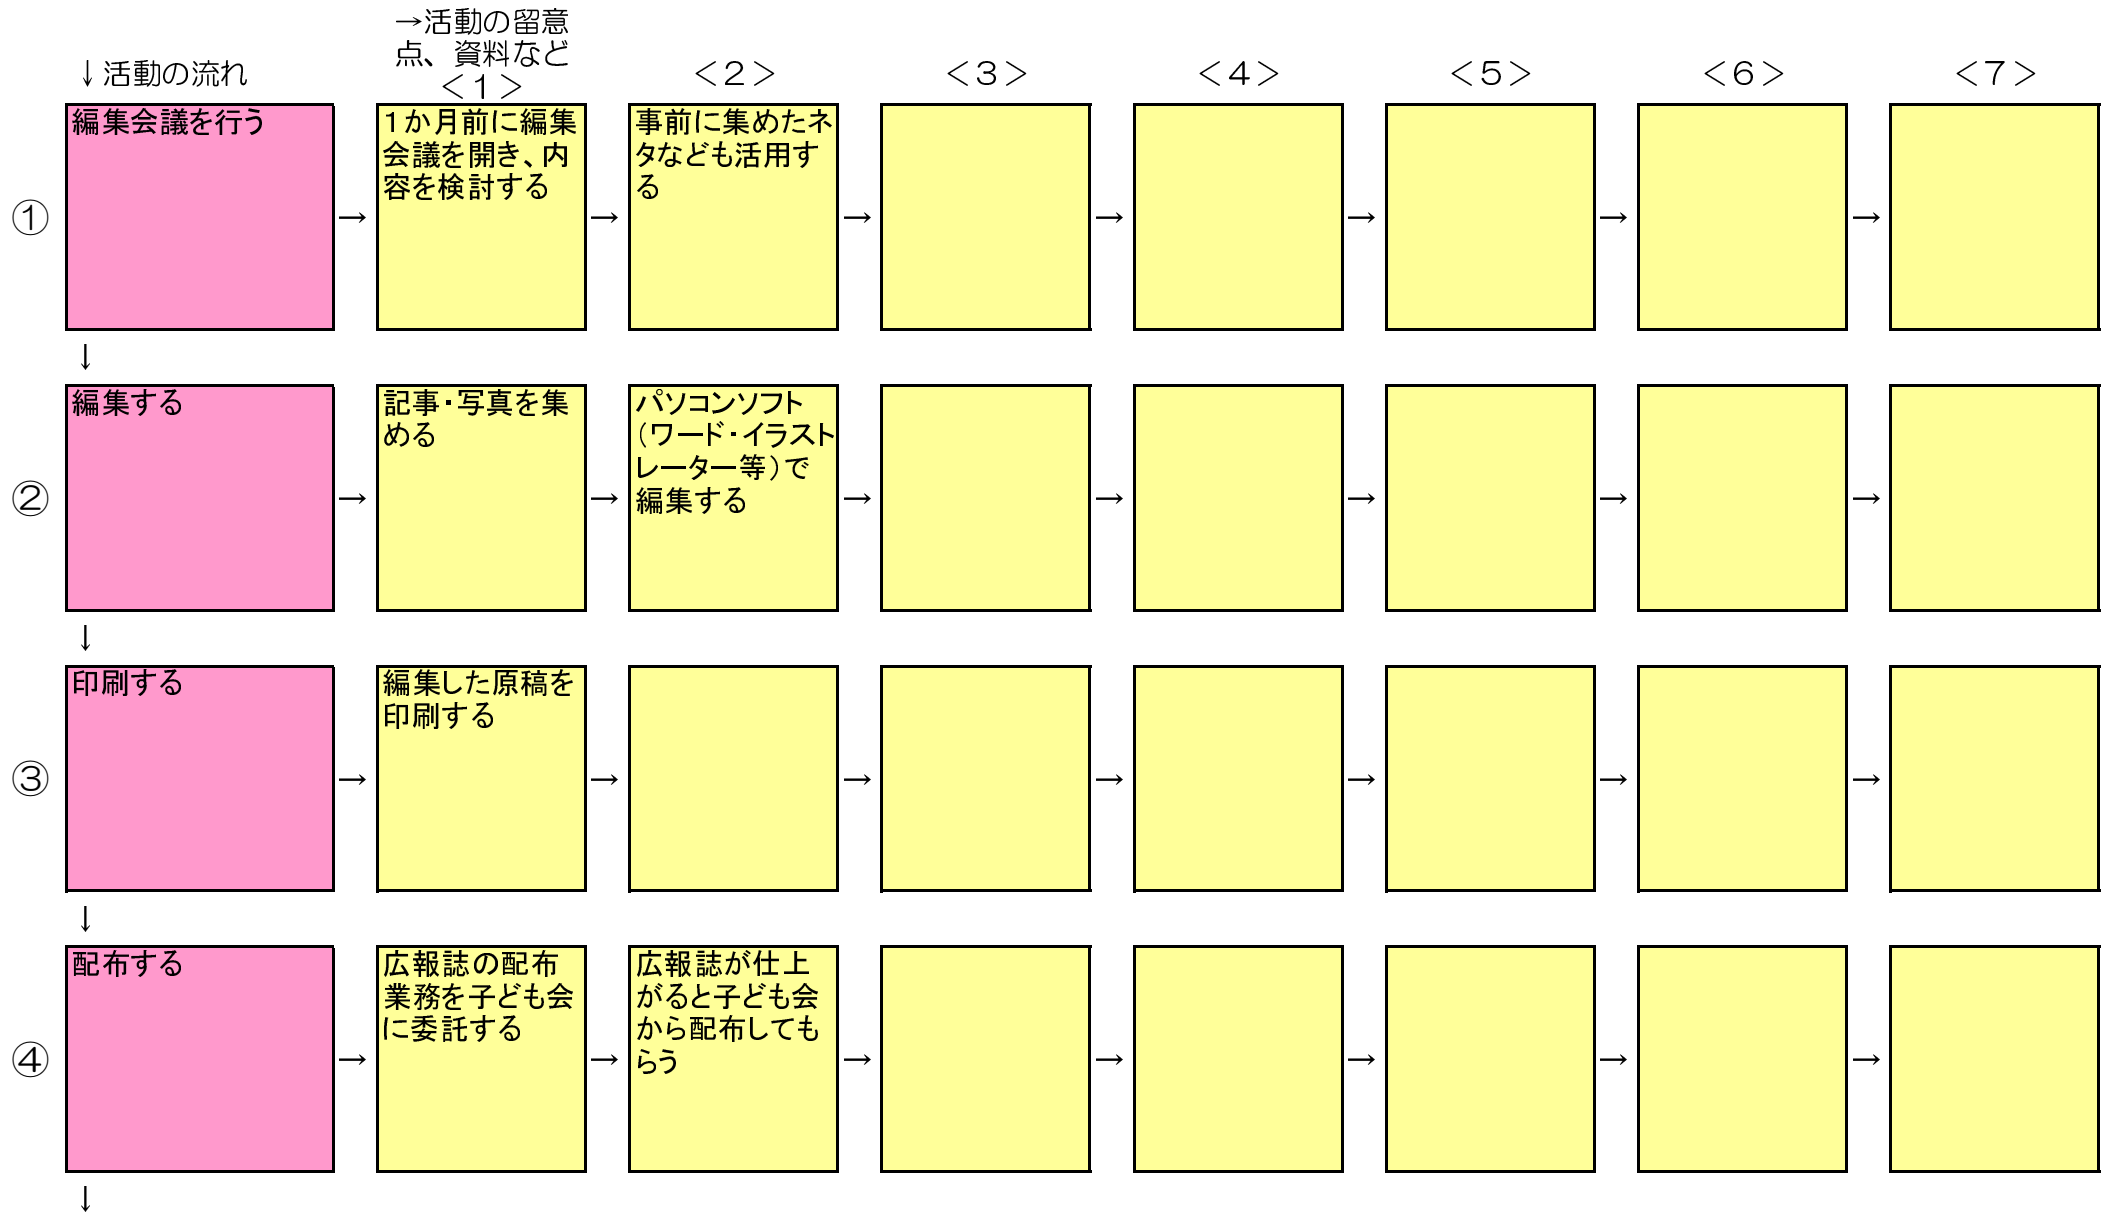 →活動の留意
点、資料など
↓活動の流れ
＜1＞
＜2＞
＜3＞
＜4＞
＜5＞
＜6＞
＜7＞
①
編集会議を行う
→
１か月前に編集
会議を開き、内
容を検討する
→
事前に集めたネ
タなども活用す
る
→
→
→
→
→
↓
②
編集する
→
記事・写真を集
める
→
パソコンソフト
（ワード・イラスト
レーター等）で
編集する
→
→
→
→
→
↓
③
印刷する
→
編集した原稿を
印刷する
→
→
→
→
→
→
↓
④
配布する
→
広報誌の配布
業務を子ども会
に委託する
→
広報誌が仕上
がると子ども会
から配布しても
らう
→
→
→
→
→
↓